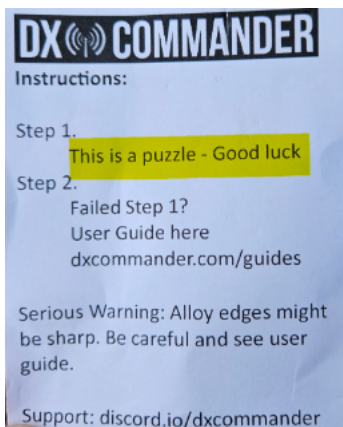 DX COMMANDER
Instructions:
Step 1.
This is a puzzle - Good luck
Step 2.
Failed Step 1?
User Guide here
dxcommander.com/guides
Serious Warning: Alloy edges might
be sharp. Be careful and see user
guide.
Support: discord.io/dxcommander